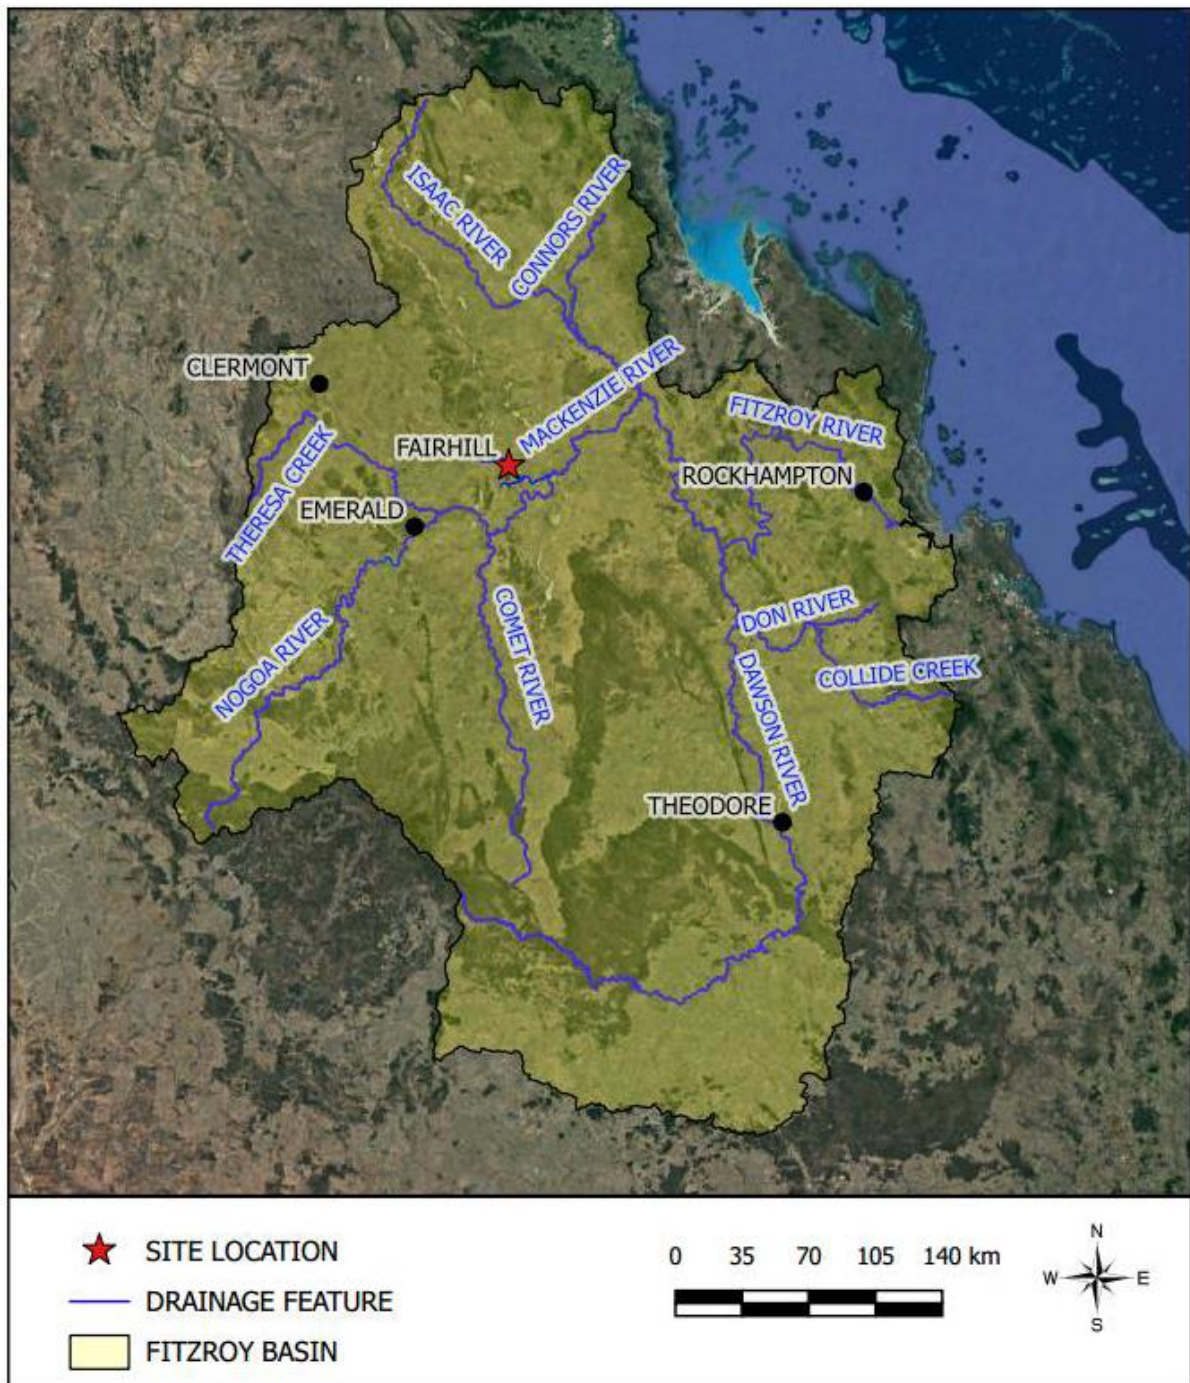 ISAAC RIVER
CONNORS RIVER
CLERMONT
MACKENZIE RIVER
FITZROY RIVER
FAIRHILL
THERESA CREEK
ROCKHAMPTON
EMERALD
DON RIVER
COMET RIVER
NOGOA RIVER
COLLIDE CREEK
DAWSON RIVER
THEODORE
SITE LOCATION
DRAINAGE FEATURE
FITZROY BASIN
0 35 70 105 140 km
N
W E
S